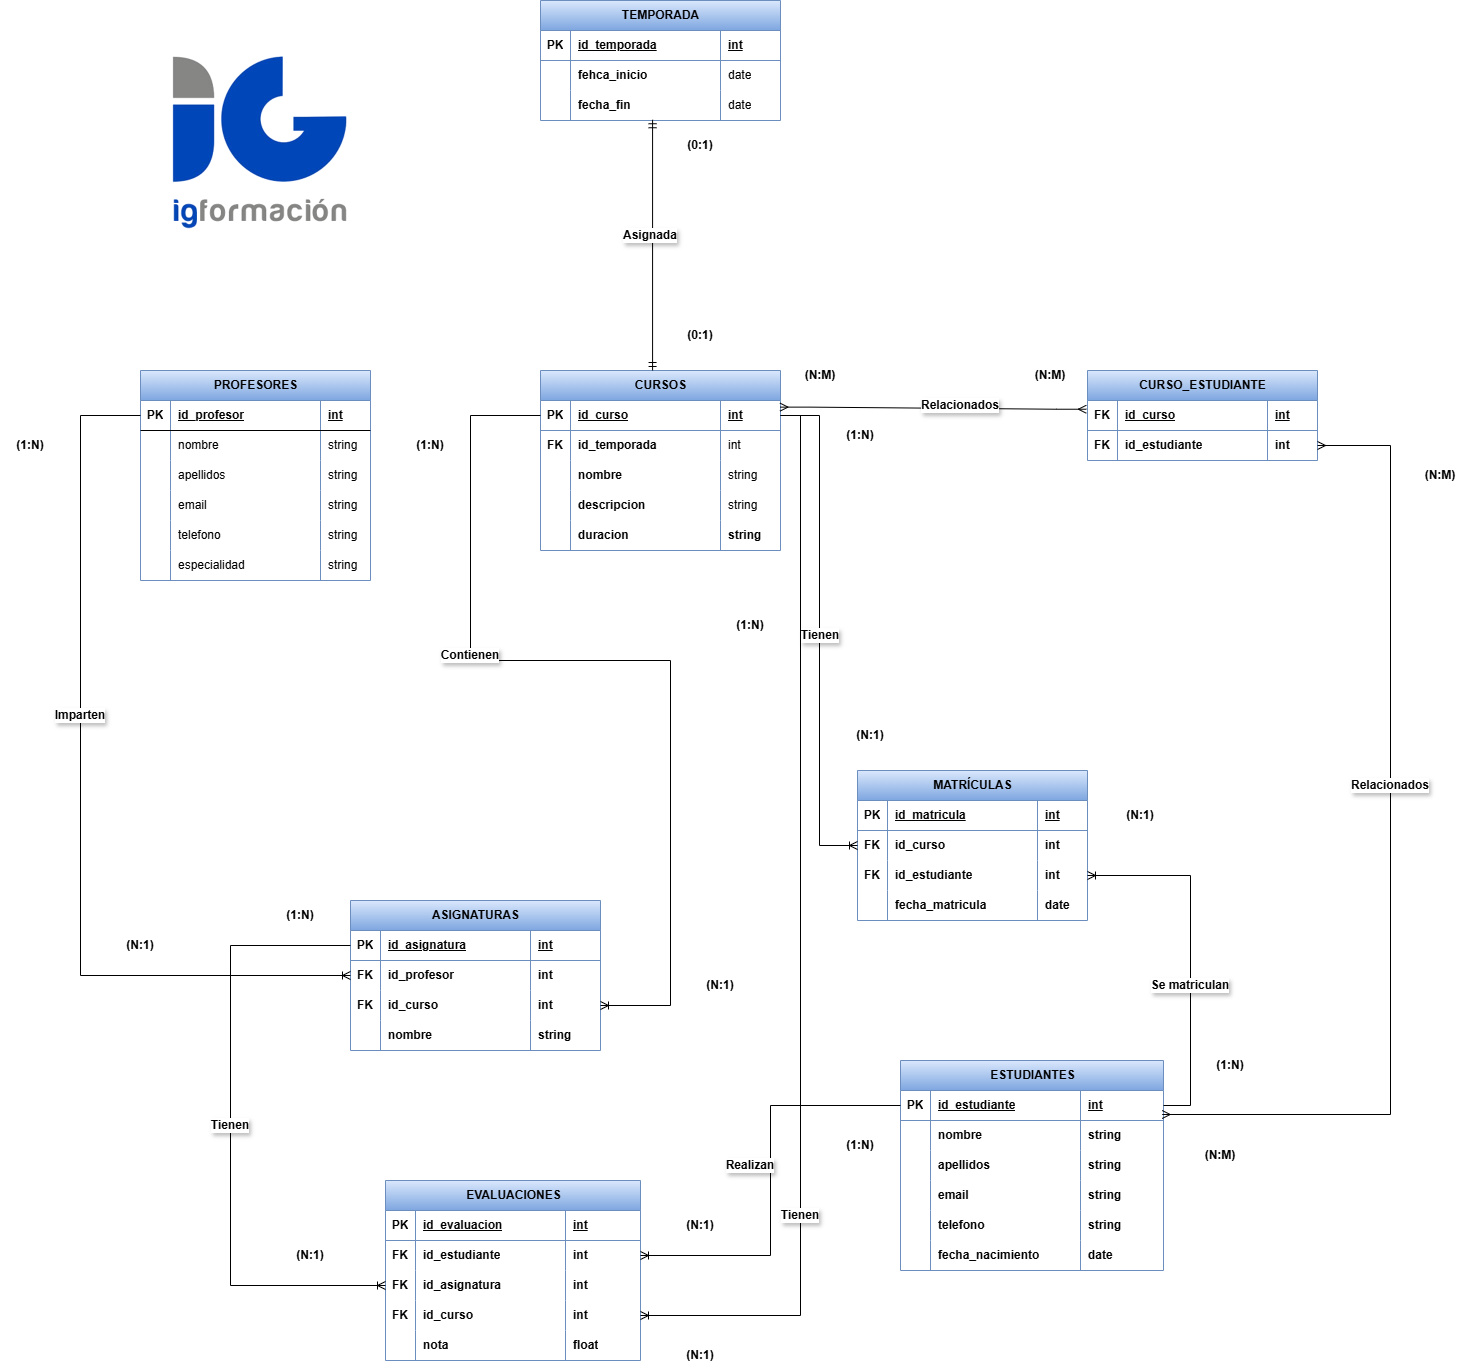 TEMPORADA
PK id_temporada int
fehca_inicio date
fecha_fin date
igformación
(0:1)
Asignada
(0:1)
PROFESORES
PK id_profesor int
nombre string
apellidos string
email string
telefono string
especialidad string
(1:N)
CURSOS
PK id_curso int
FK id_temporada int
nombre string
descripcion string
duracion string
(1:N)
(N:M)
Relacionados
(N:M)
CURSO_ESTUDIANTE
FK id_curso int
FK id_estudiante int
(1:N)
(N:M)
(1:N)
Tienen
Contienen
Imparten
(N:1)
MATRÍCULAS
PK id_matricula int
FK id_curso int
FK id_estudiante int
fecha_matricula date
(N:1)
Relacionados
(1:N)
(N:1)
ASIGNATURAS
PK id_asignatura int
FK id_profesor int
FK id_curso int
nombre string
(N:1)
Se matriculan
(1:N)
ESTUDIANTES
PK id_estudiante int
nombre string
apellidos string
email string
telefono string
fecha_nacimiento date
(1:N)
(N:M)
Tienen
Realizan
Tienen
(N:1)
(N:1)
EVALUACIONES
PK id_evaluacion int
FK id_estudiante int
FK id_asignatura int
FK id_curso int
nota float
(N:1)